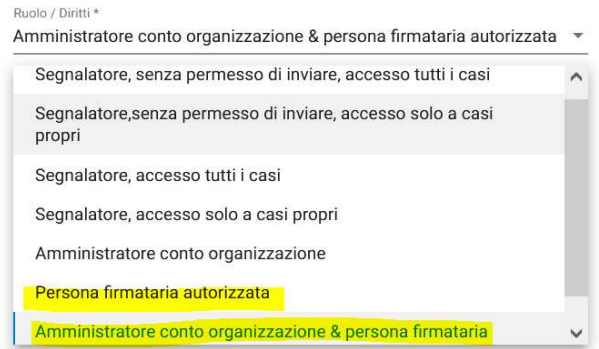 Ruolo / Diritti *
Amministratore conto organizzazione & persona firmataria autorizzata
Segnalatore, senza permesso di inviare, accesso tutti i casi
Segnalatore,senza permesso di inviare, accesso solo a casi
propri
Segnalatore, accesso tutti i casi
Segnalatore, accesso solo a casi propri
Amministratore conto organizzazione
Persona firmataria autorizzata
Amministratore conto organizzazione & persona firmataria